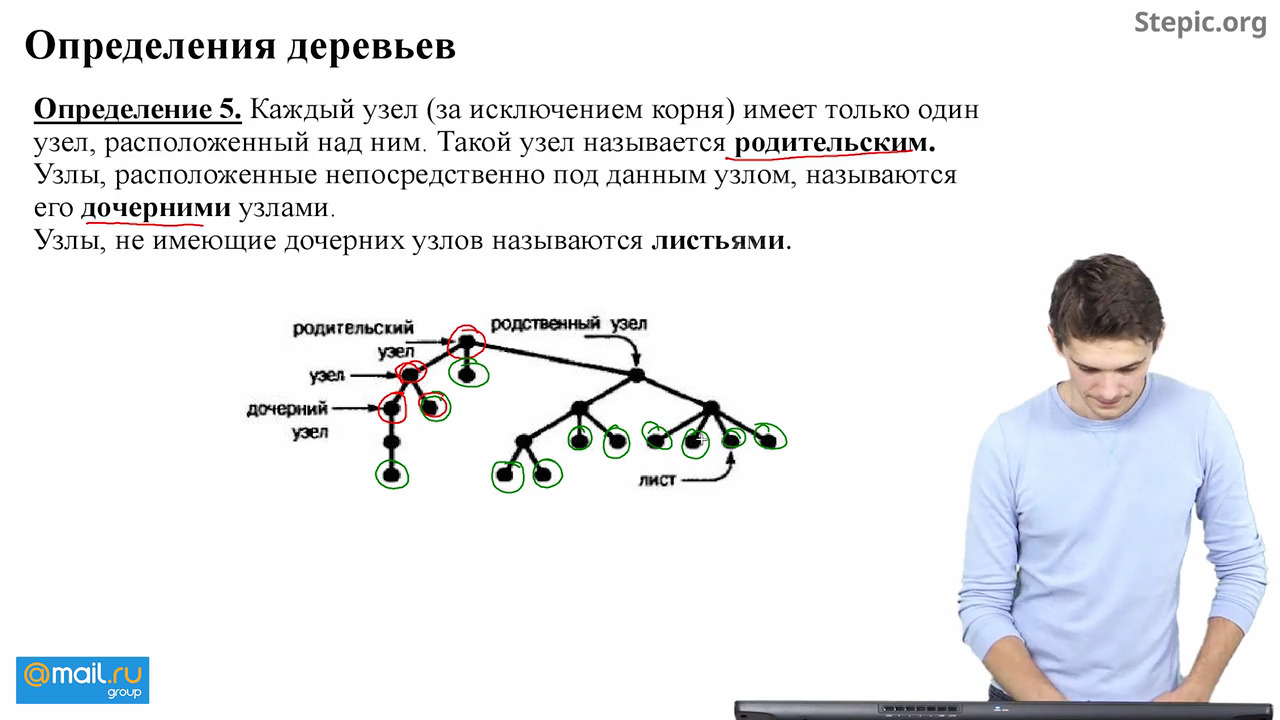 Stepic.org
Определения деревьев
Определение 5. Каждый узел (за исключением корня) имеет только один
узел, расположенный над ним. Такой узел называется родительским.
Узлы, расположенные непосредственно под данным узлом, называются
его дочерними узлами.
Узлы, не имеющие дочерних узлов называются листьями.
родительский
узел
родственный узел
узел
дочерний
узел
лист
@mail.ru
group